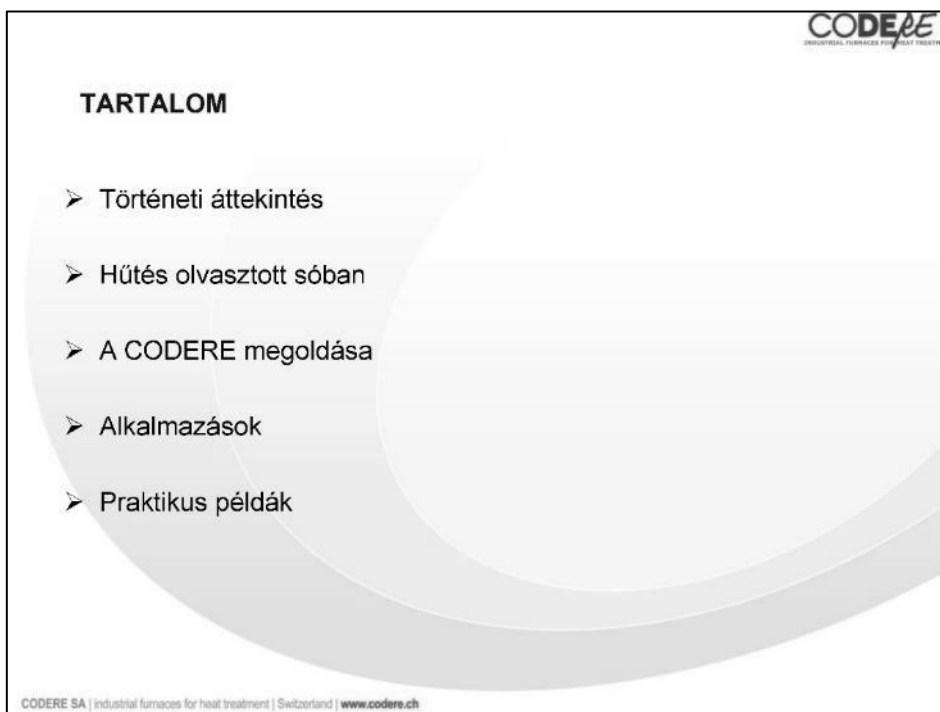 CODERE
INDUSTRIAL FURNACES FOR HEAT TREATM
TARTALOM
➢ Történeti áttekintés
➢ Hűtés olvasztott sóban
➢ A CODERE megoldása
➢ Alkalmazások
➢ Praktikus példák
CODERE SA | industrial furnaces for heat treatment | Switzerland | www.codere.ch